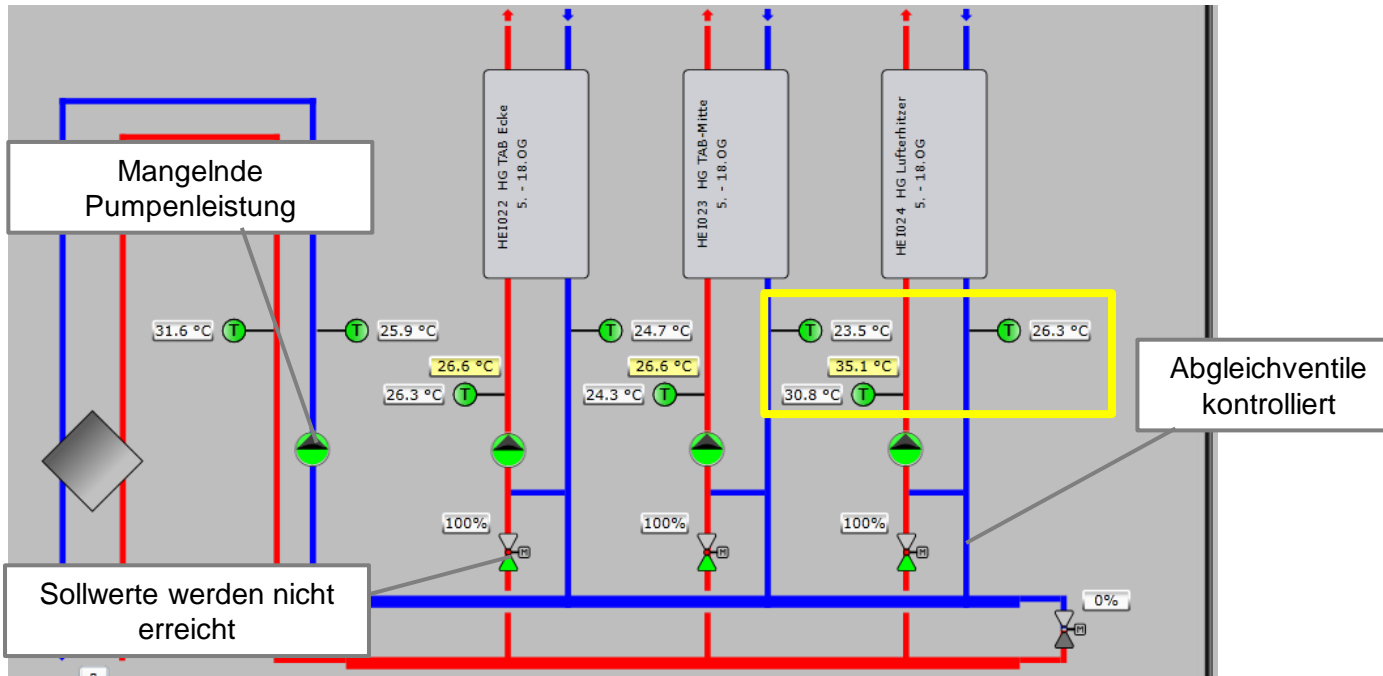 HEI022 HG TAB Ecke
5. - 18.OG
HEI023 HG TAB-Mitte
5. - 18.OG
HEI024 HG Lufterhitzer
5. - 18.OG
Mangelnde
Pumpenleistung
31.6 °C
T
T
25.9 °C
T
24.7 °C
T
23.5 °C
T
26.3 °C
26.6 °C
26.6 °C
35.1 °C
26.3 °C
T
24.3 °C
T
30.8 °C
T
Abgleichventile
kontrolliert
100%
M
100%
M
100%
M
Sollwerte werden nicht
erreicht
0%
M